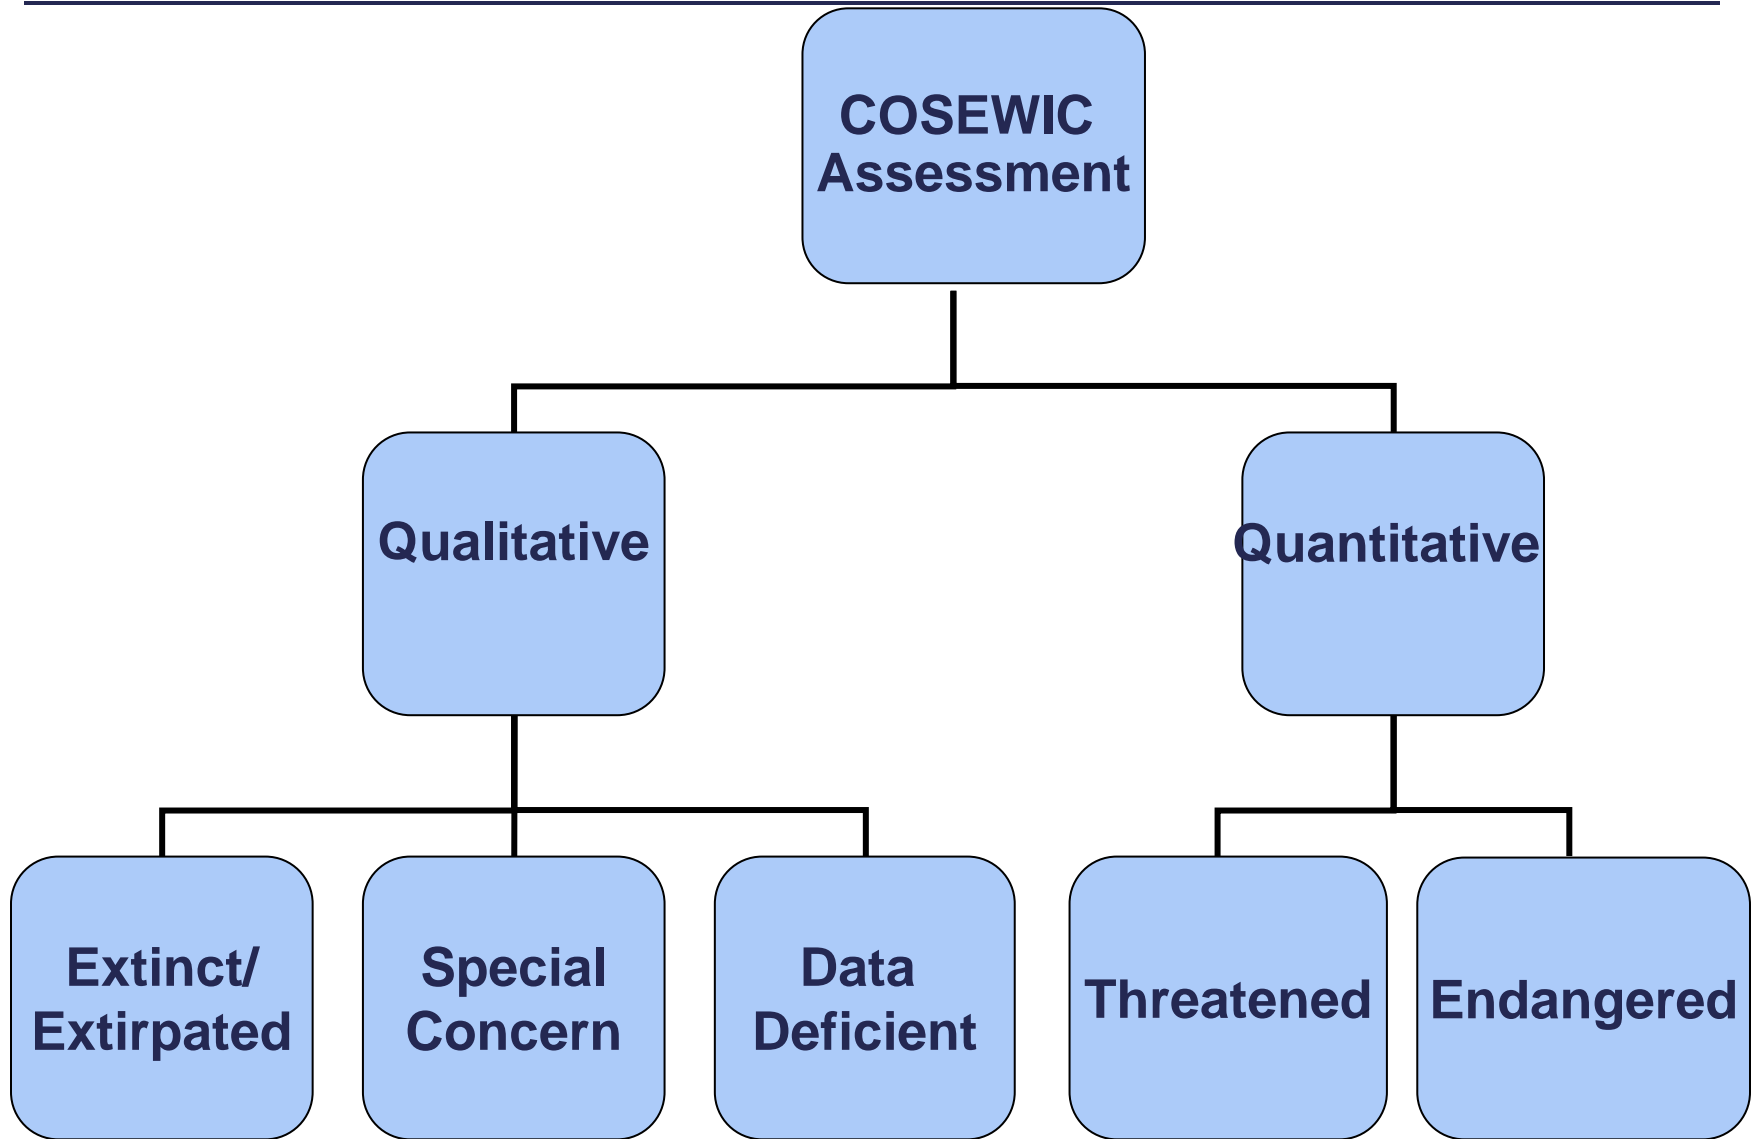 COSEWIC
Assessment
Qualitative
Quantitative
Extinct/
Extirpated
Special
Concern
Data
Deficient
Threatened
Endangered